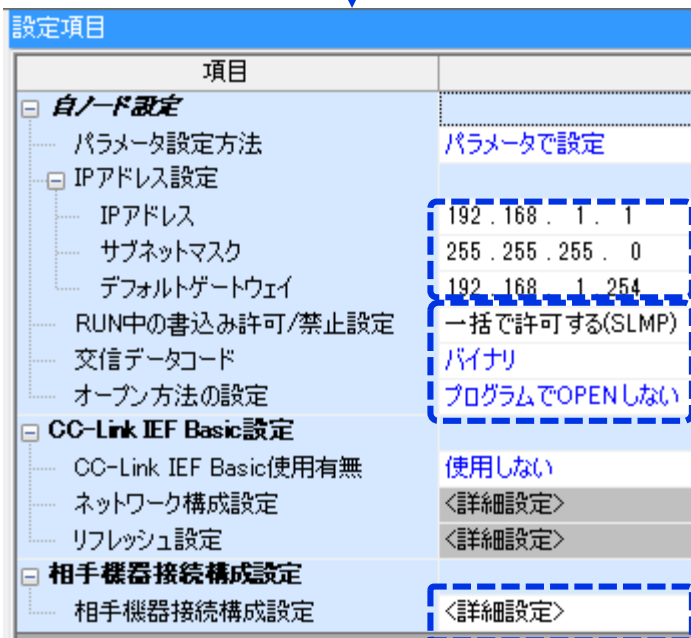 設定項目
項目
自ノード設定
パラメータ設定方法 パラメータで設定
IPアドレス設定
IPアドレス 192 . 168 . 1 . 1
サブネットマスク 255 . 255 . 255 . 0
デフォルトゲートウェイ 192 . 168 . 1 . 254
RUN中の書込み許可/禁止設定 一括で許可する(SLMP)
交信データコード バイナリ
オープン方法の設定 プログラムでOPENしない
CC-Link IEF Basic設定
CC-Link IEF Basic使用有無 使用しない
ネットワーク構成設定 <詳細設定>
リフレッシュ設定 <詳細設定>
相手機器接続構成設定
相手機器接続構成設定 <詳細設定>